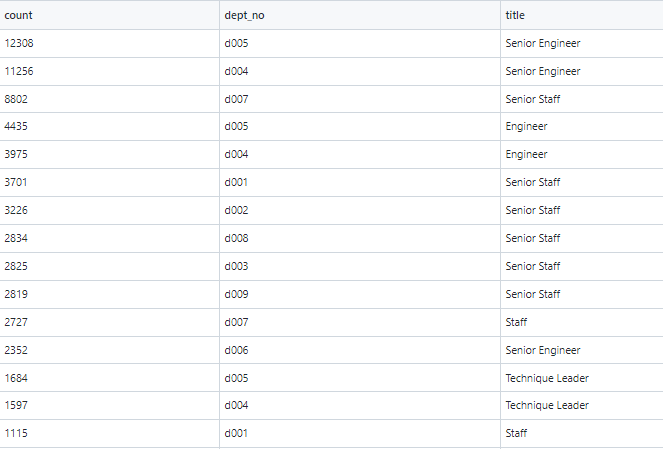 count dept_no title
12308 d005 Senior Engineer
11256 d004 Senior Engineer
8802 d007 Senior Staff
4435 d005 Engineer
3975 d004 Engineer
3701 d001 Senior Staff
3226 d002 Senior Staff
2834 d008 Senior Staff
2825 d003 Senior Staff
2819 d009 Senior Staff
2727 d007 Staff
2352 d006 Senior Engineer
1684 d005 Technique Leader
1597 d004 Technique Leader
1115 d001 Staff